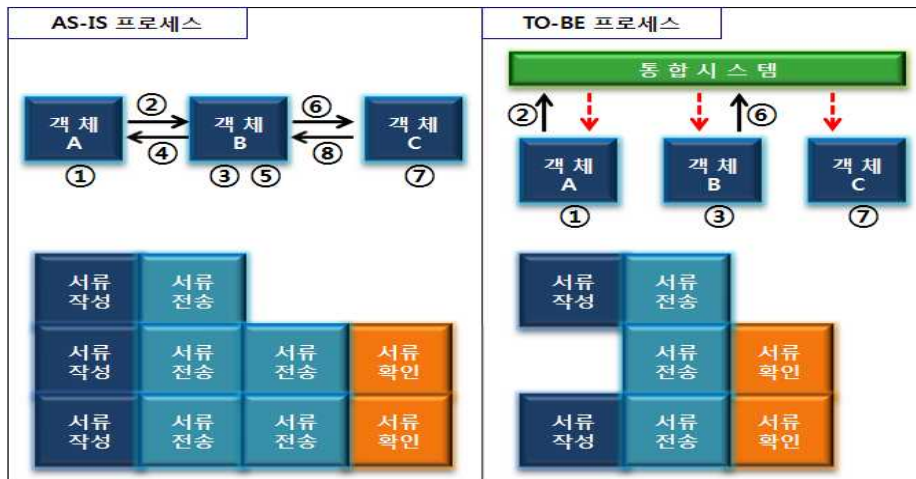 AS-IS 프로세스
② ⑥
객 체 객 체 객 체
A B C
④ ⑧
① ③ ⑤ ⑦
서류 서류
작성 전송
서류 서류 서류 서류
작성 전송 전송 확인
서류 서류 서류 서류
작성 전송 전송 확인
TO-BE 프로세스
통 합 시 스 템
② ⑥
객 체 객 체 객 체
A B C
① ③ ⑦
서류 서류
작성 전송
서류 서류
전송 확인
서류 서류 서류
작성 전송 확인